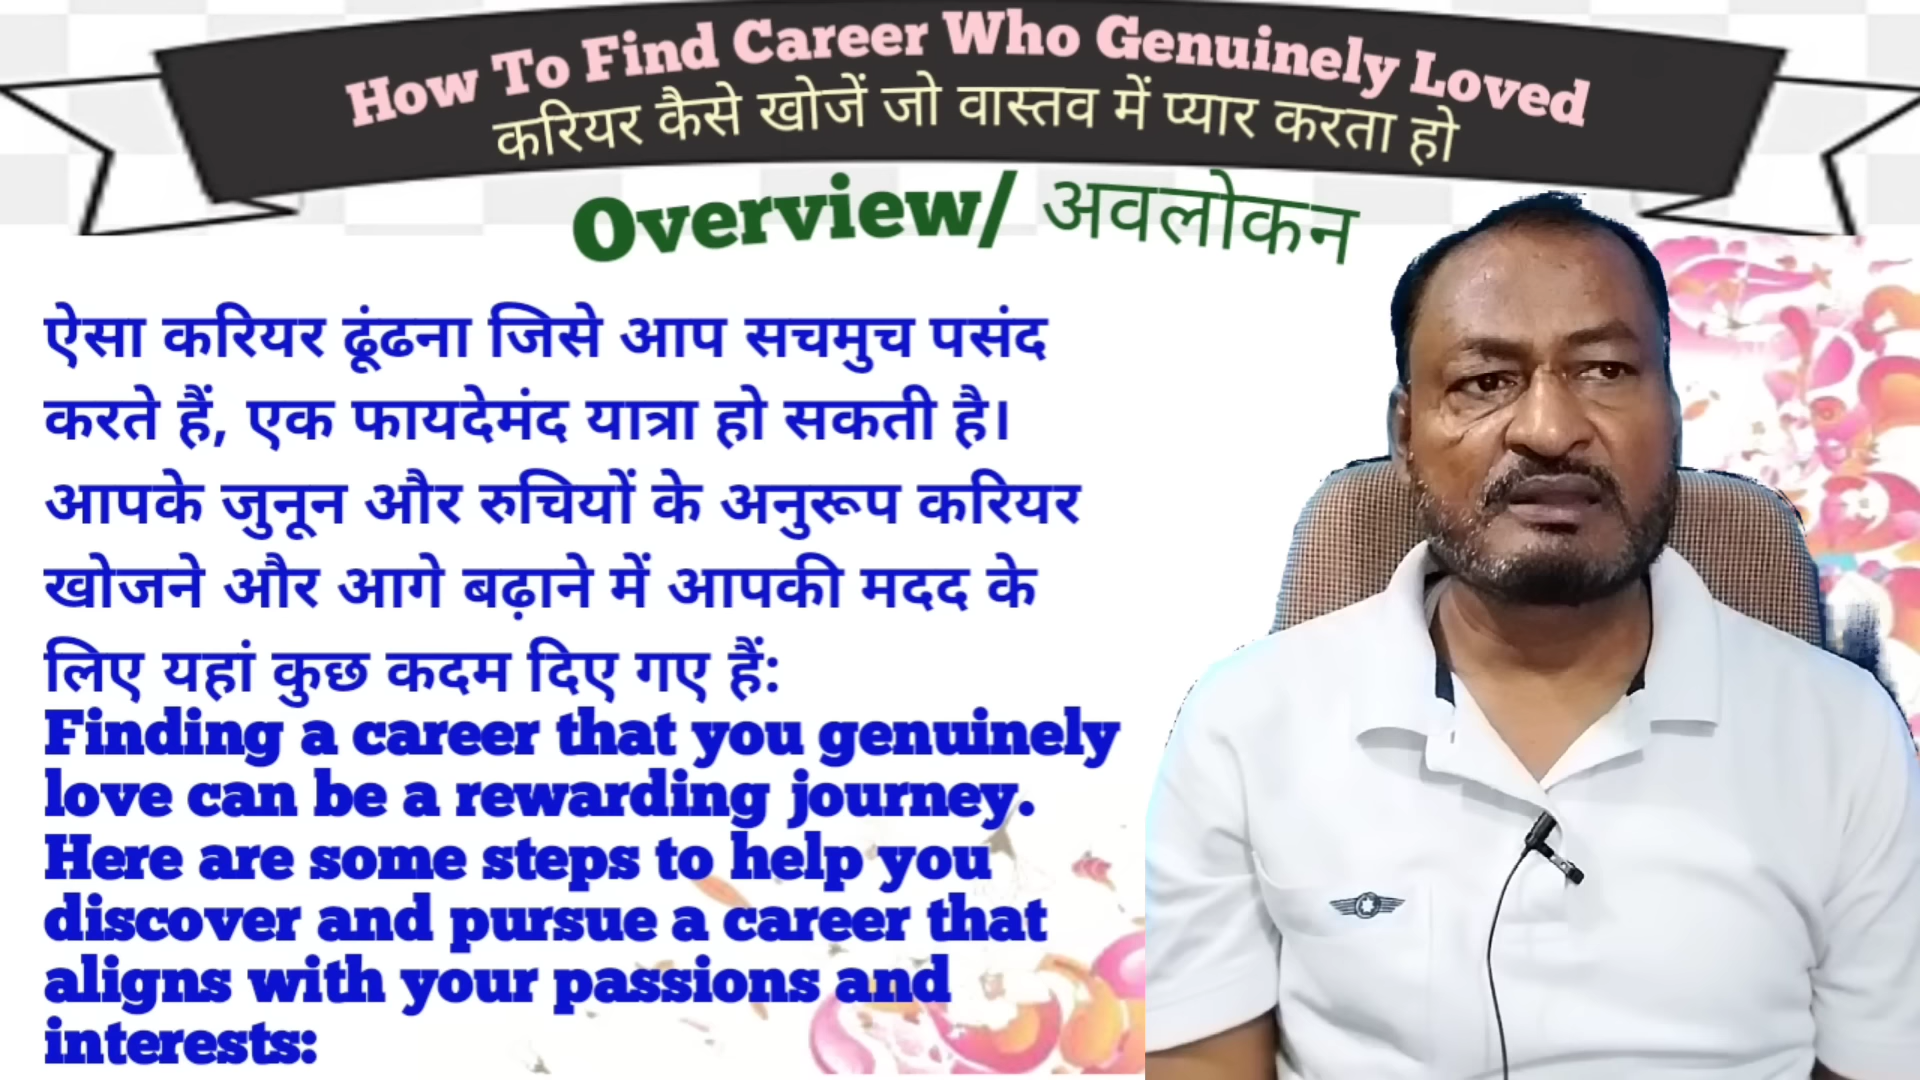 How To Find Career Who Genuinely Loved
करियर कैसे खोजें जो वास्तव में प्यार करता हो
Overview/ अवलोकन
ऐसा करियर ढूंढना जिसे आप सचमुच पसंद
करते हैं, एक फायदेमंद यात्रा हो सकती है।
आपके जुनून और रुचियों के अनुरूप करियर
खोजने और आगे बढ़ाने में आपकी मदद के
लिए यहां कुछ कदम दिए गए हैं:
Finding a career that you genuinely
love can be a rewarding journey.
Here are some steps to help you
discover and pursue a career that
aligns with your passions and
interests: